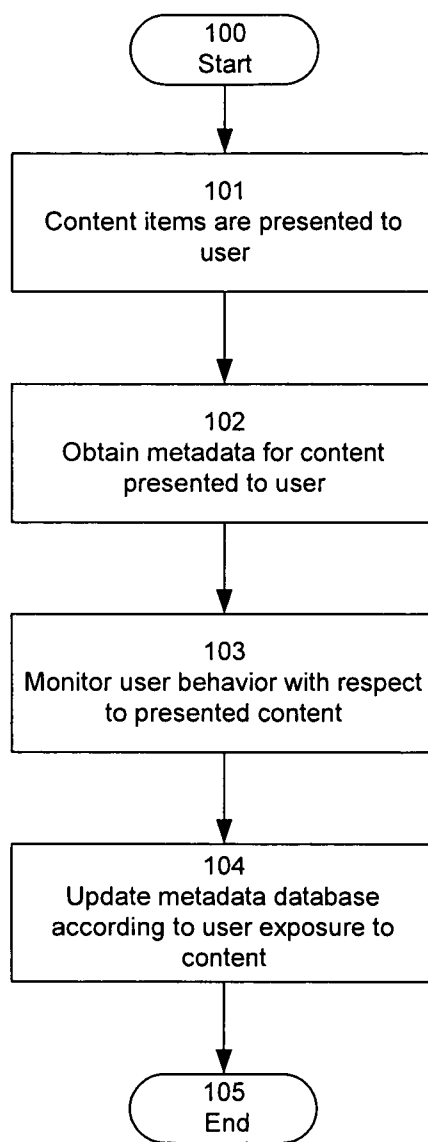 100
Start
101
Content items are presented to
user
102
Obtain metadata for content
presented to user
103
Monitor user behavior with respect
to presented content
104
Update metadata database
according to user exposure to
content
105
End